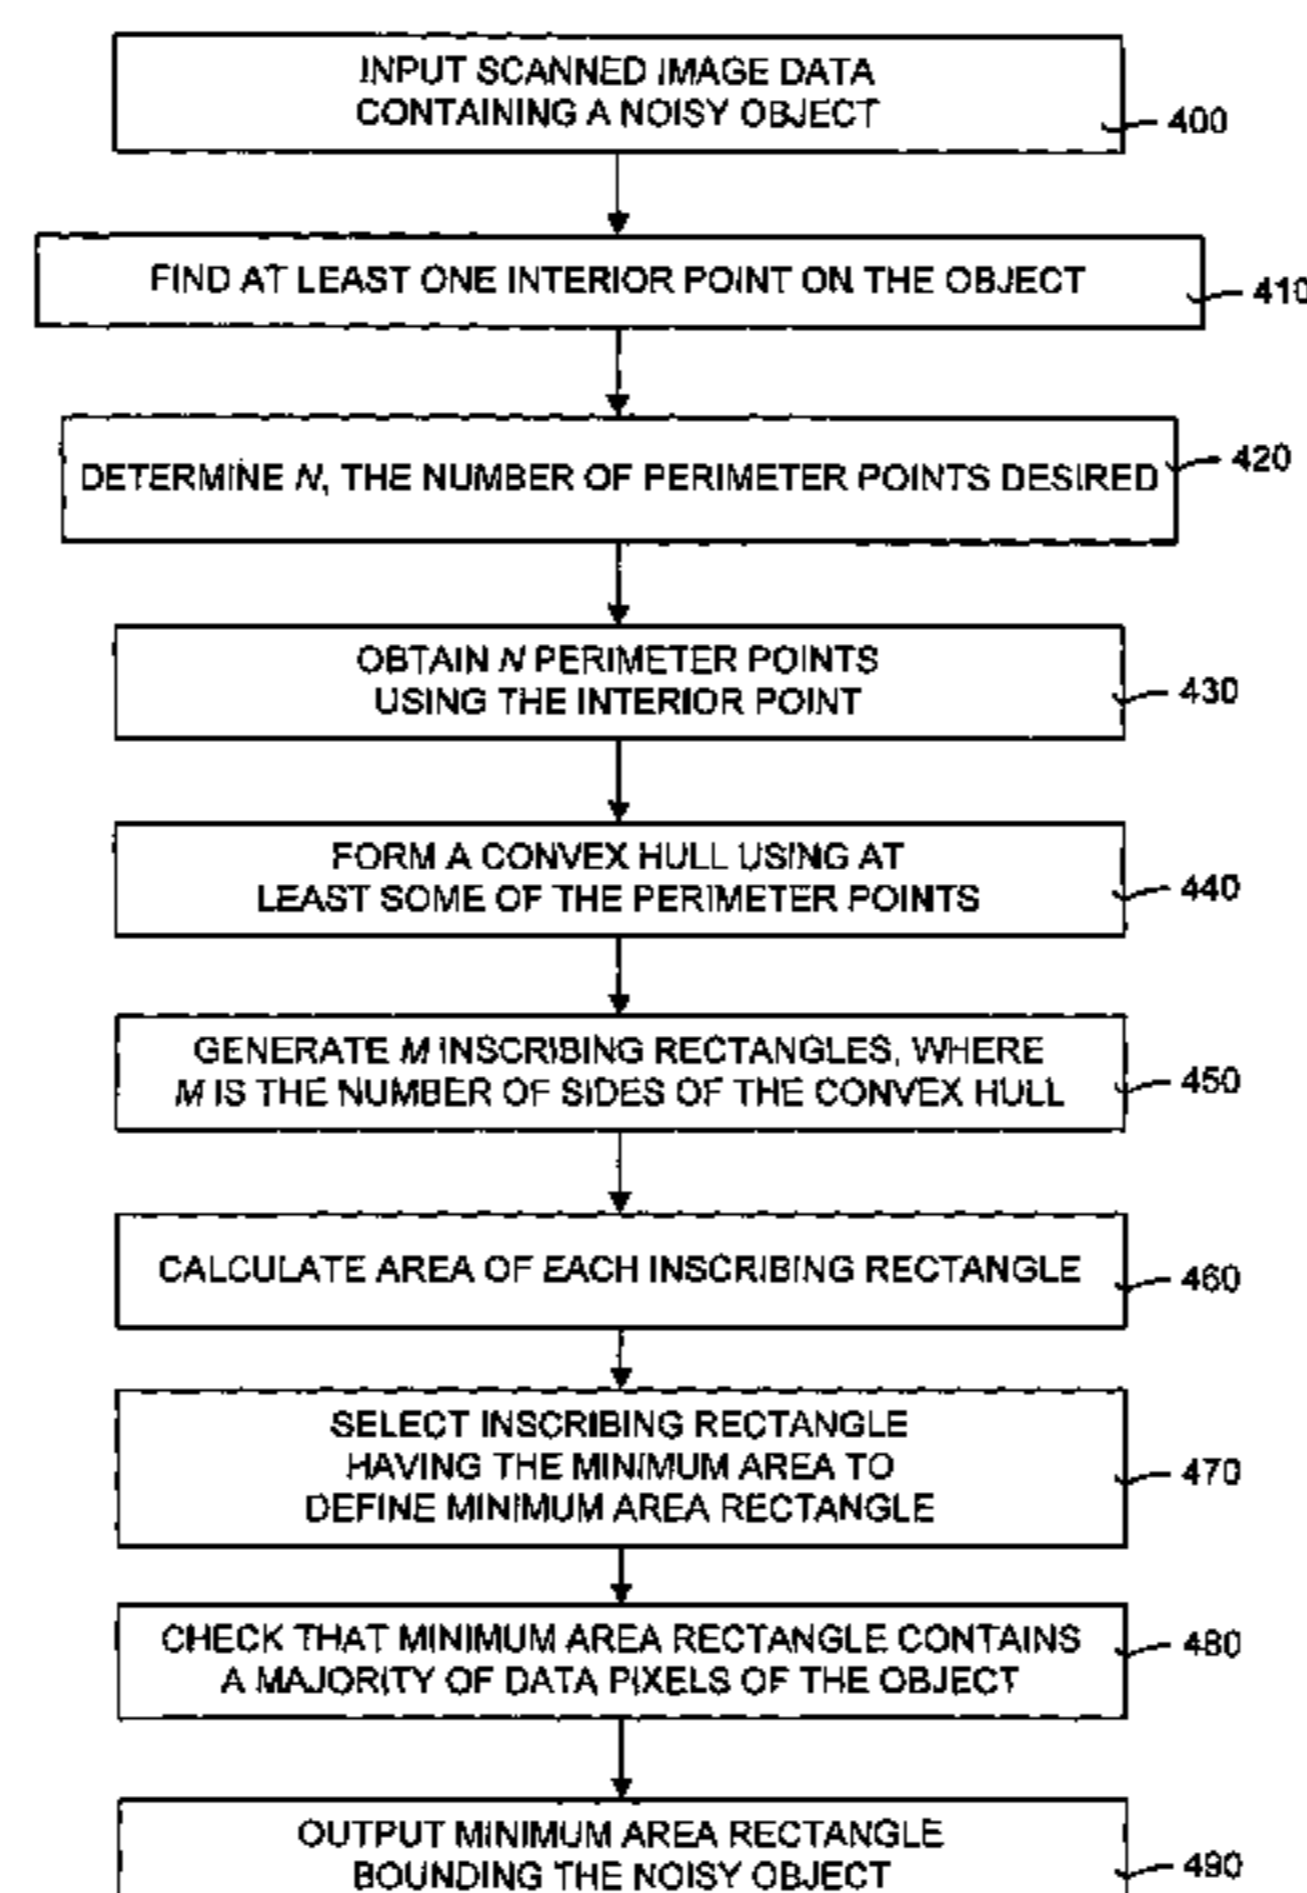 INPUT SCANNED IMAGE DATA
CONTAINING A NOISY OBJECT
400
FIND AT LEAST ONE INTERIOR POINT ON THE OBJECT
410
DETERMINE N, THE NUMBER OF PERIMETER POINTS DESIRED
420
OBTAIN N PERIMETER POINTS
USING THE INTERIOR POINT
430
FORM A CONVEX HULL USING AT
LEAST SOME OF THE PERIMETER POINTS
440
GENERATE M INSCRIBING RECTANGLES, WHERE
M IS THE NUMBER OF SIDES OF THE CONVEX HULL
450
CALCULATE AREA OF EACH INSCRIBING RECTANGLE
460
SELECT INSCRIBING RECTANGLE
HAVING THE MINIMUM AREA TO
DEFINE MINIMUM AREA RECTANGLE
470
CHECK THAT MINIMUM AREA RECTANGLE CONTAINS
A MAJORITY OF DATA PIXELS OF THE OBJECT
480
OUTPUT MINIMUM AREA RECTANGLE
BOUNDING THE NOISY OBJECT
490